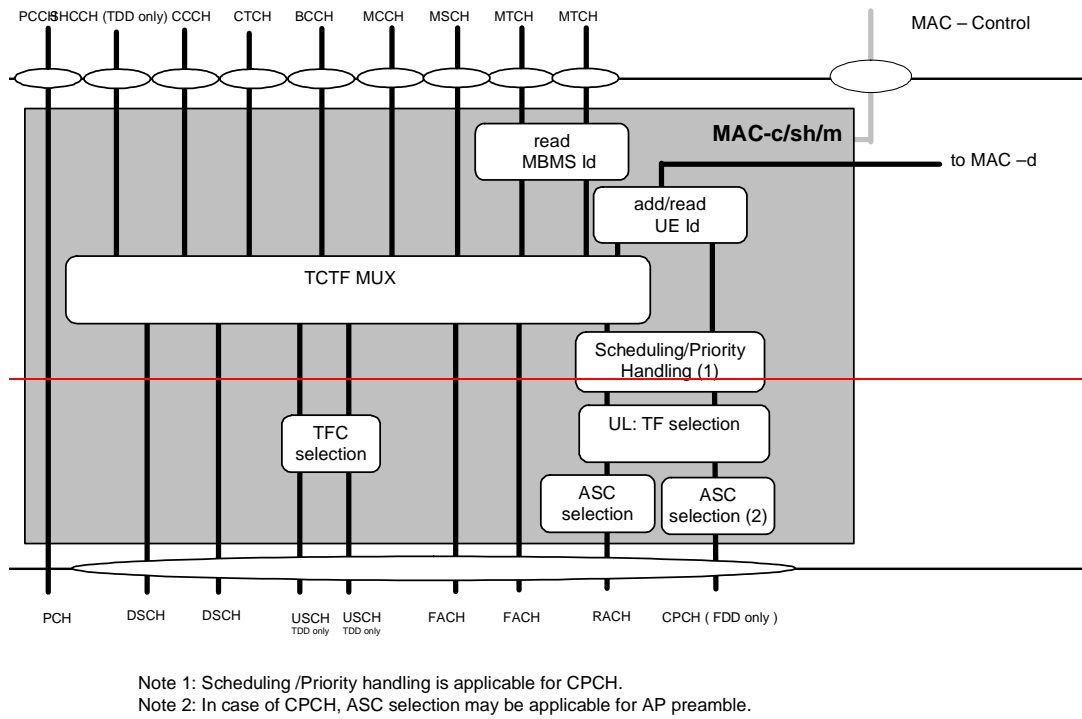 PCCH SHCCH (TDD only) CCCH CTCH BCCH MCCH MSCH MTCH MTCH
MAC – Control
MAC-c/sh/m
read
MBMS Id
to MAC –d
add/read
UE Id
TCTF MUX
Scheduling/Priority
Handling (1)
UL: TF selection
TFC
selection
ASC
selection
ASC
selection (2)
PCH DSCH DSCH USCH USCH FACH FACH RACH CPCH ( FDD only )
TDD only TDD only
Note 1: Scheduling /Priority handling is applicable for CPCH.
Note 2: In case of CPCH, ASC selection may be applicable for AP preamble.